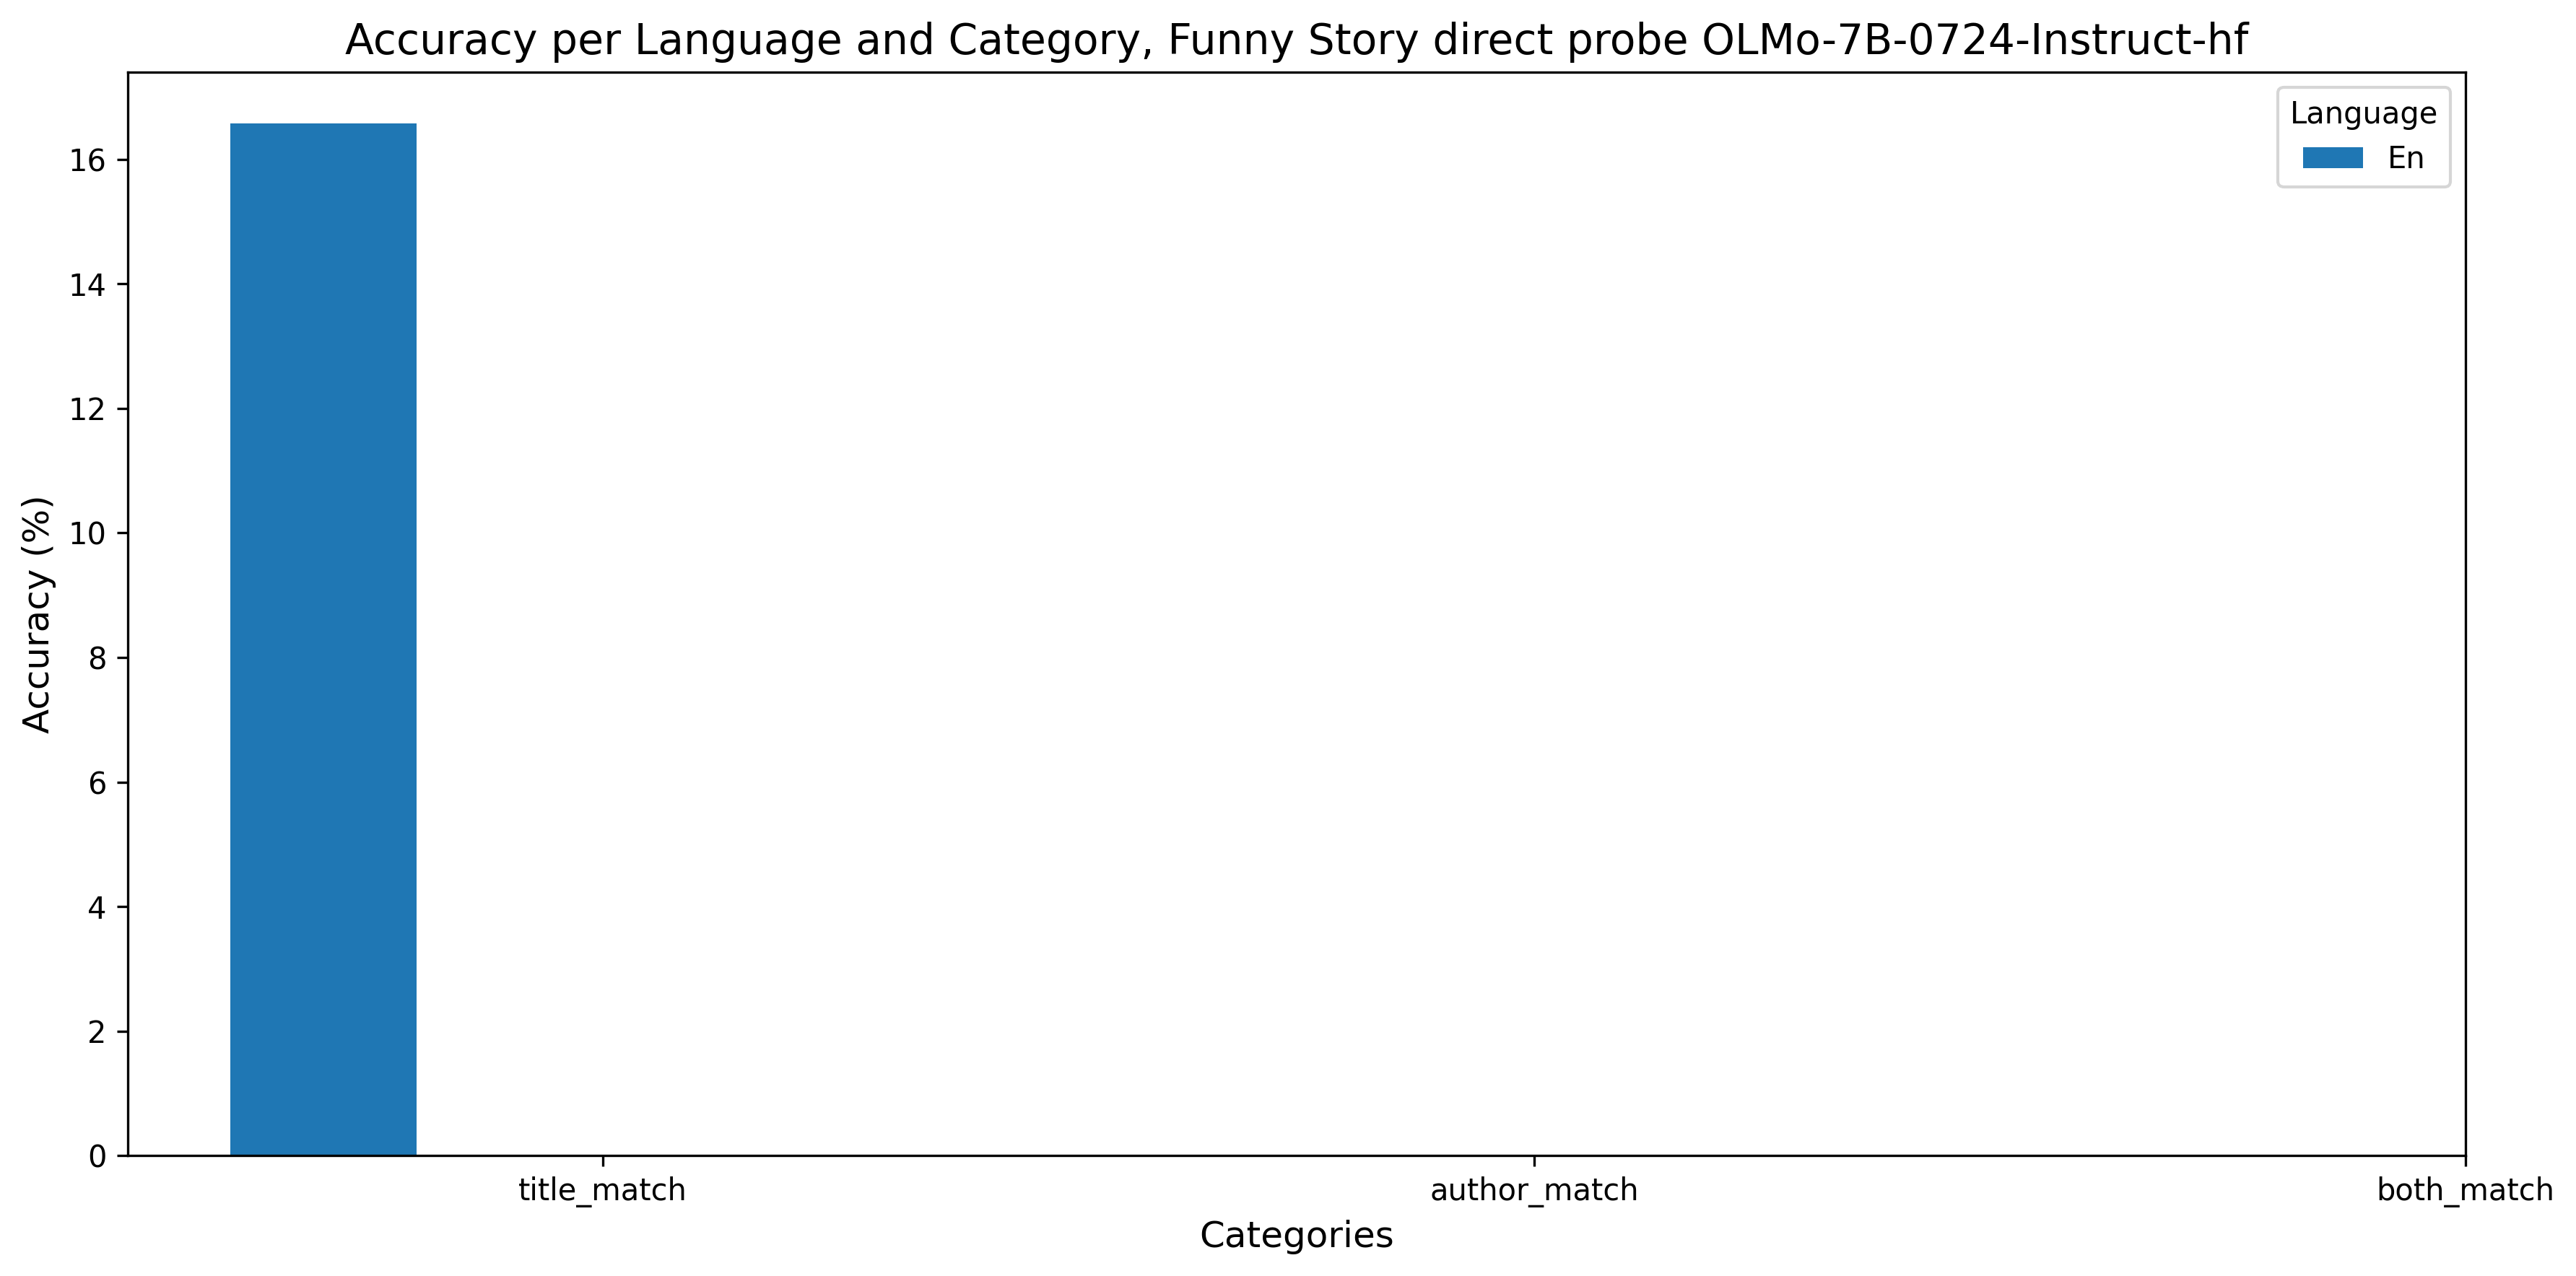 Accuracy per Language and Category, Funny Story direct probe OLMo-7B-0724-Instruct-hf
Language
En
Accuracy (%)
16
14
12
10
8
6
4
2
0
title_match author_match both_match
Categories